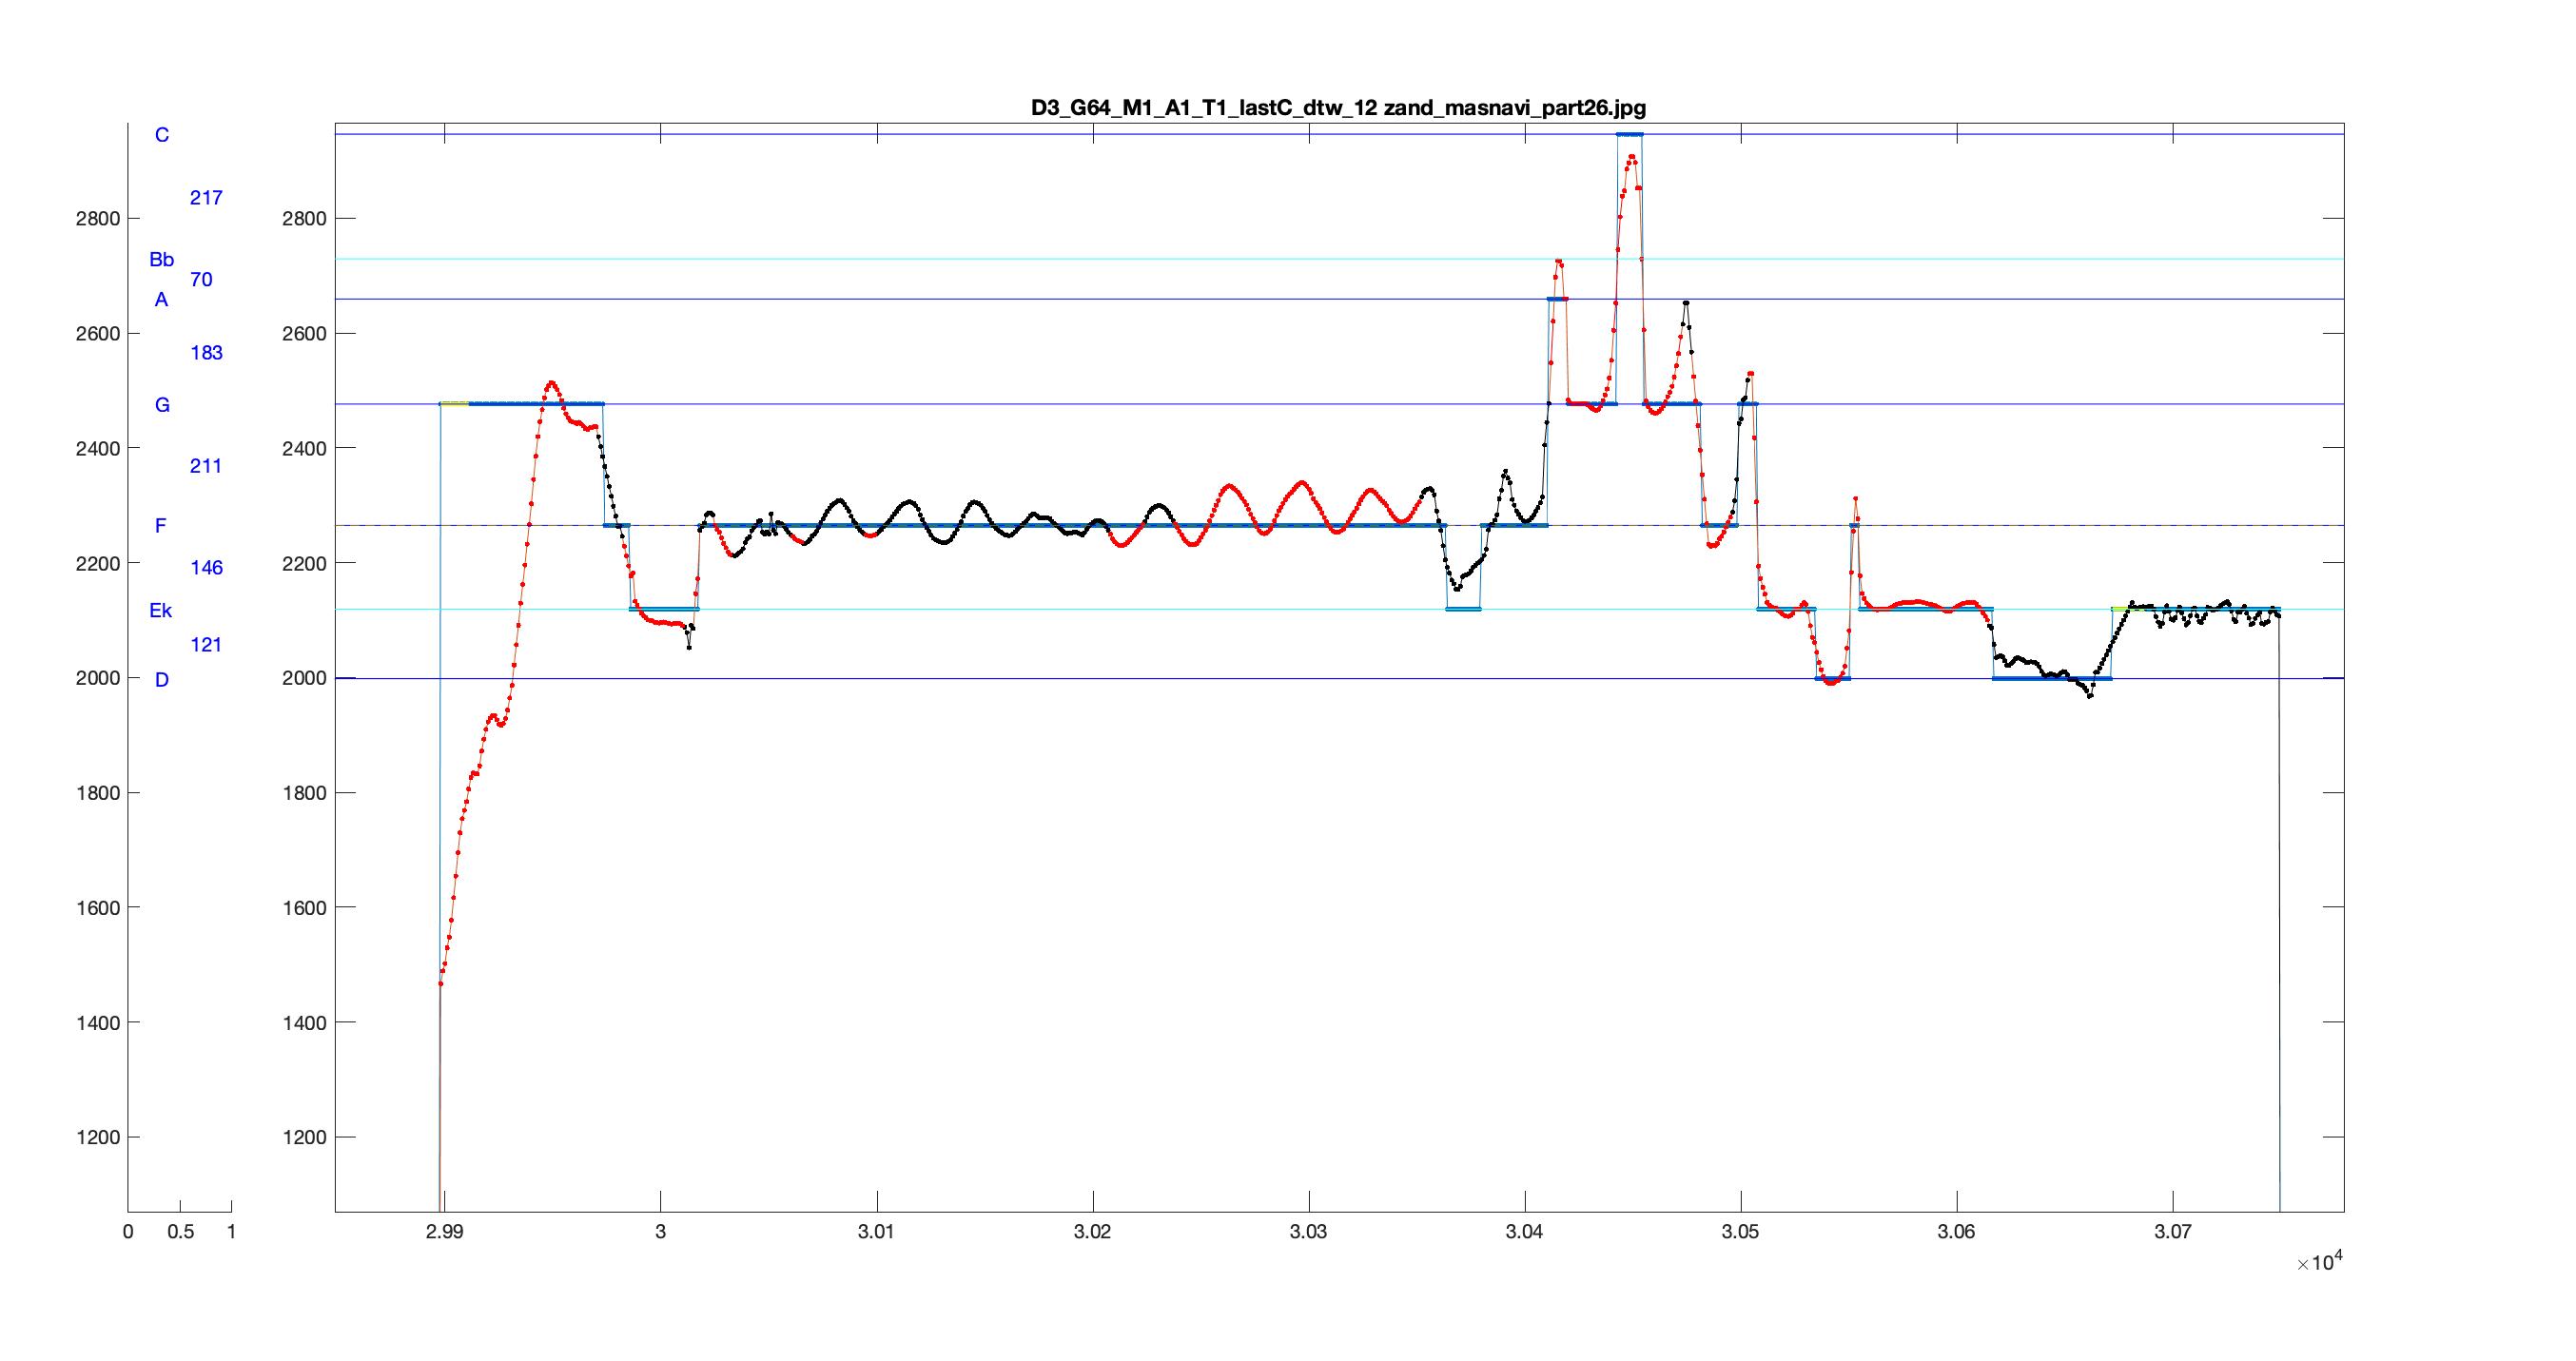 D3_G64_M1_A1_T1_lastC_dtw_12 zand_masnavi_part26.jpg
C
217
2800 2800
Bb
70
A
2600 2600
183
G
2400 2400
211
F
2200 2200
146
Ek
121
2000 D 2000
1800 1800
1600 1600
1400 1400
1200 1200
0 0.5 1 2.99 3 3.01 3.02 3.03 3.04 3.05 3.06 3.07
×10⁴